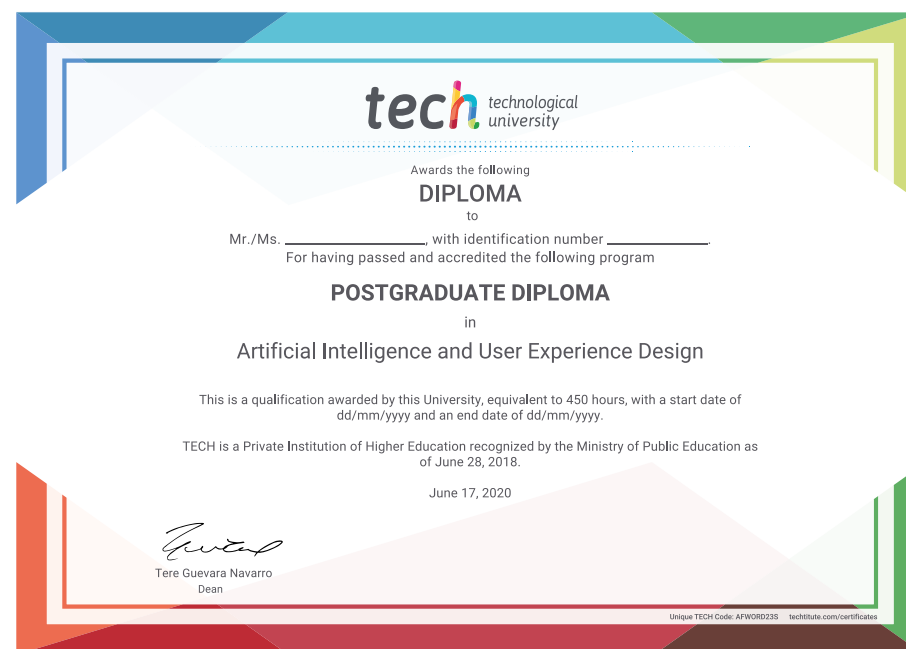 tech technological
university
Awards the following
DIPLOMA
to
Mr./Ms. ____________________, with identification number ______________.
For having passed and accredited the following program
POSTGRADUATE DIPLOMA
in
Artificial Intelligence and User Experience Design
This is a qualification awarded by this University, equivalent to 450 hours, with a start date of
dd/mm/yyyy and an end date of dd/mm/yyyy.
TECH is a Private Institution of Higher Education recognized by the Ministry of Public Education as
of June 28, 2018.
June 17, 2020
Tere Guevara Navarro
Dean
Unique TECH Code: AFWORD23S techtitute.com/certificates